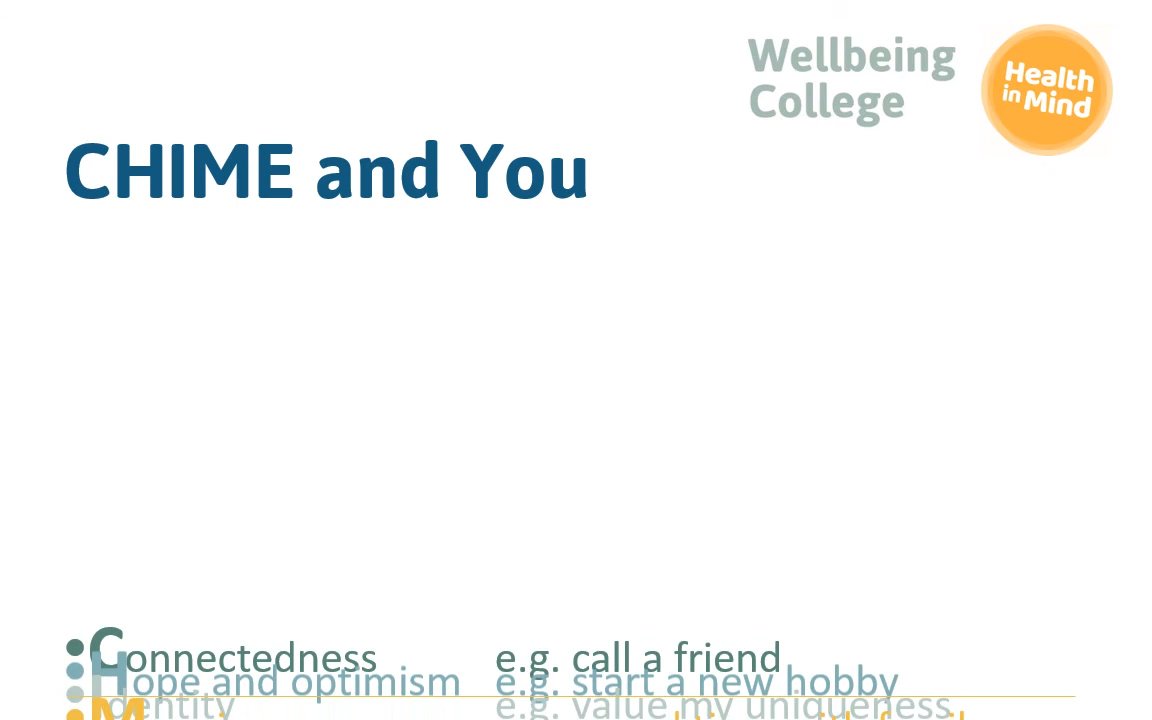 Wellbeing
College
Health
in Mind
CHIME and You
Connectedness e.g. call a friend
Hope and optimism e.g. start a new hobby
Identity e.g. value my uniqueness